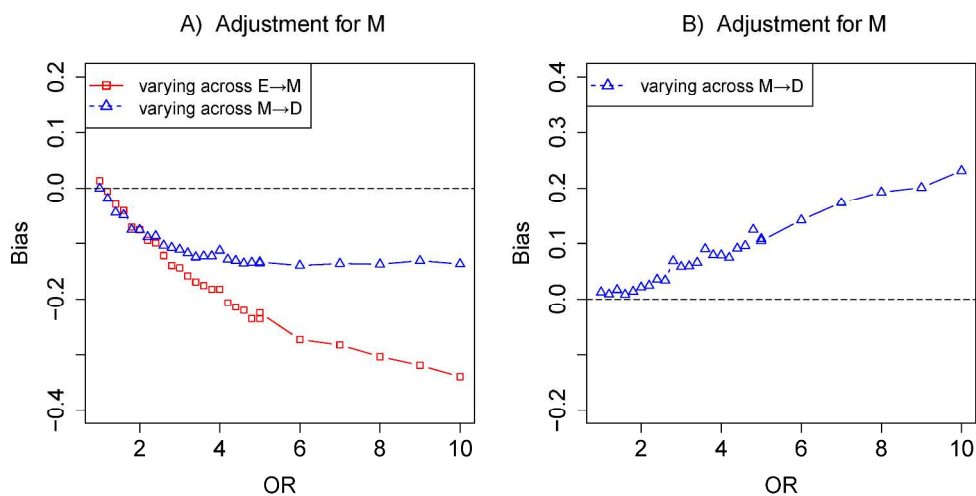 A) Adjustment for M
varying across E→M
varying across M→D
0.2
0.1
0.0
-0.2
-0.4
Bias
2
4
6
8
10
OR
B) Adjustment for M
varying across M→D
0.4
0.3
0.2
0.1
0.0
-0.2
Bias
2
4
6
8
10
OR